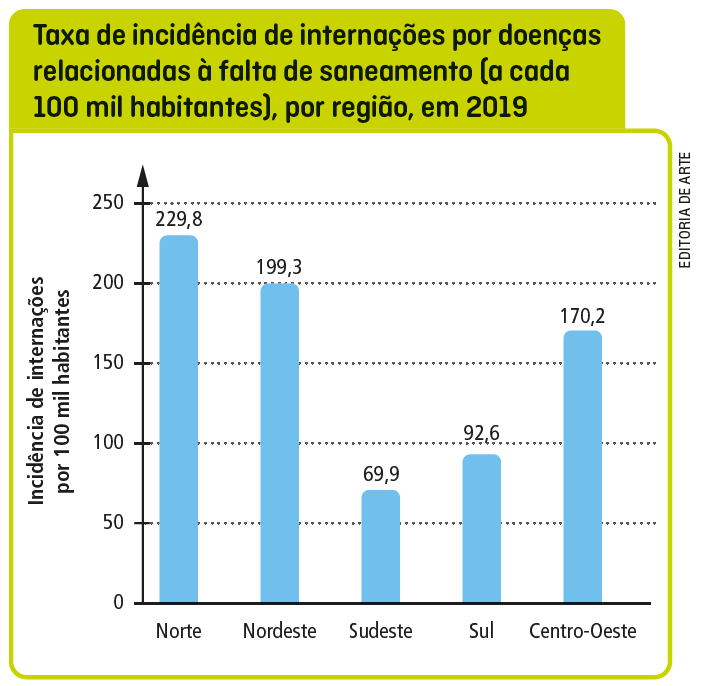 Taxa de incidência de internações por doenças
relacionadas à falta de saneamento (a cada
100 mil habitantes), por região, em 2019
EDITORIA DE ARTE
Incidência de internações
por 100 mil habitantes
250
200
150
100
50
0
229,8
199,3
69,9
92,6
170,2
Norte
Nordeste
Sudeste
Sul
Centro-Oeste